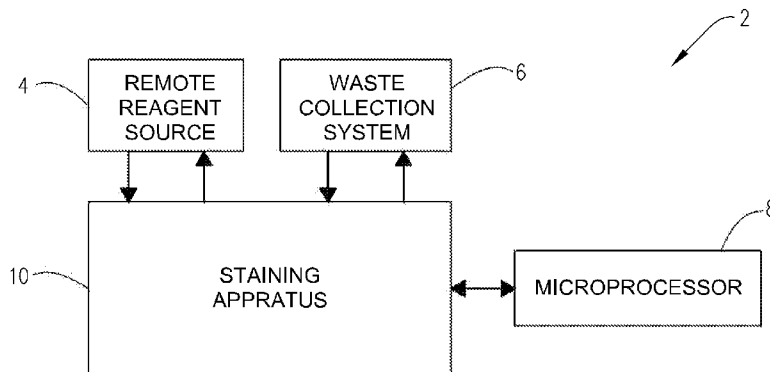 2
4
REMOTE
REAGENT
SOURCE
WASTE
COLLECTION
SYSTEM
6
8
10
STAINING
APPRATUS
MICROPROCESSOR